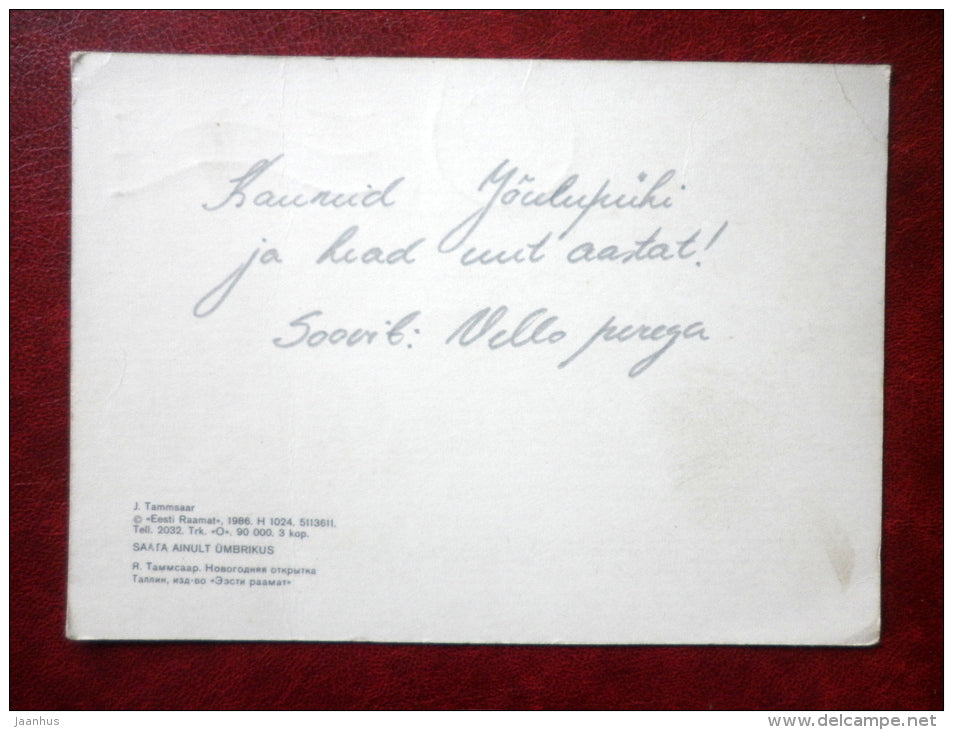 Kauneid Jõulupühi
ja head uut aastat!
Soovib: Vello perega
J. Tammsaar
© «Eesti Raamat», 1986. H 1024. 5113611.
Tell. 2032. Trk. «O». 90 000. 3 kop.
SAATA AINULT ÜMBRIKUS
Я. Таммсаар. Новогодняя открытка
Таллин, изд-во «Ээсти раамат»
jaanhus
www.delcampe.net